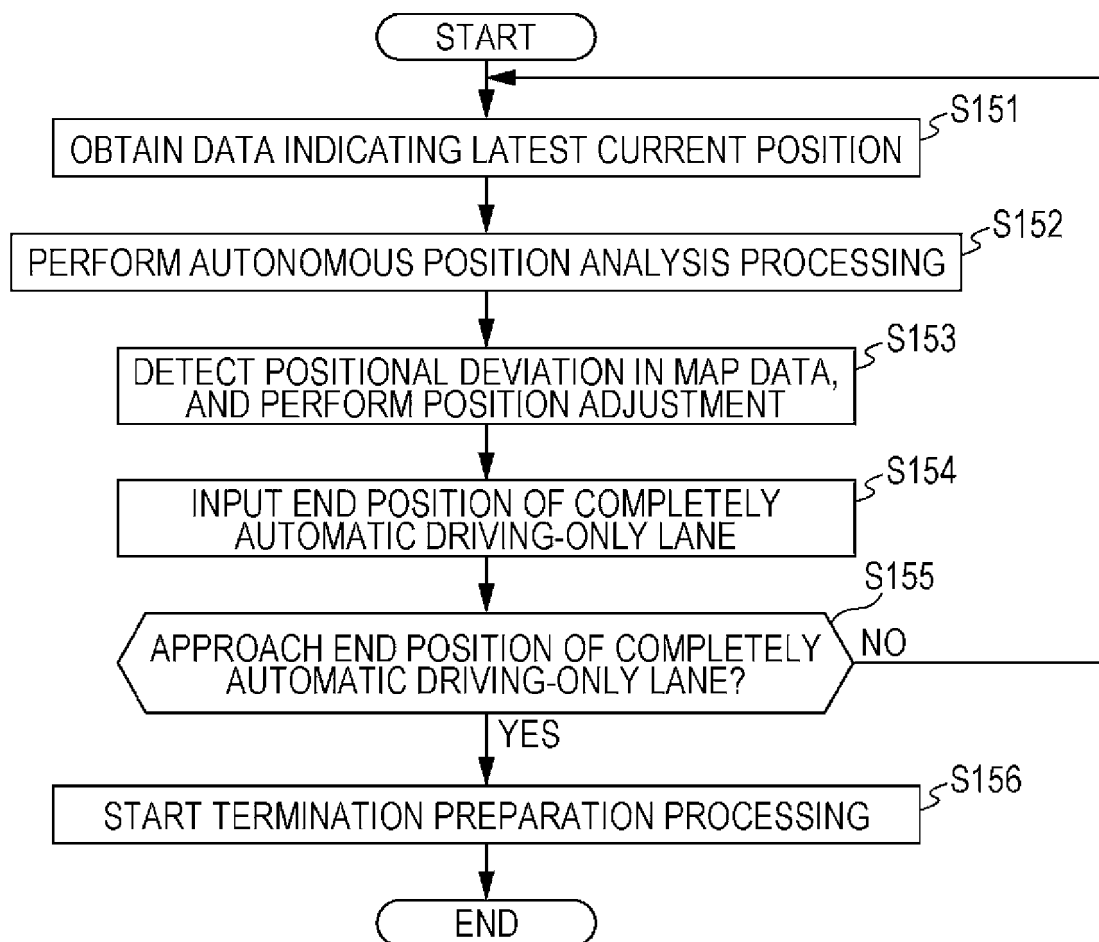 START
S151
OBTAIN DATA INDICATING LATEST CURRENT POSITION
S152
PERFORM AUTONOMOUS POSITION ANALYSIS PROCESSING
S153
DETECT POSITIONAL DEVIATION IN MAP DATA,
AND PERFORM POSITION ADJUSTMENT
S154
INPUT END POSITION OF COMPLETELY
AUTOMATIC DRIVING-ONLY LANE
S155
APPROACH END POSITION OF COMPLETELY
AUTOMATIC DRIVING-ONLY LANE?
NO
YES
S156
START TERMINATION PREPARATION PROCESSING
END